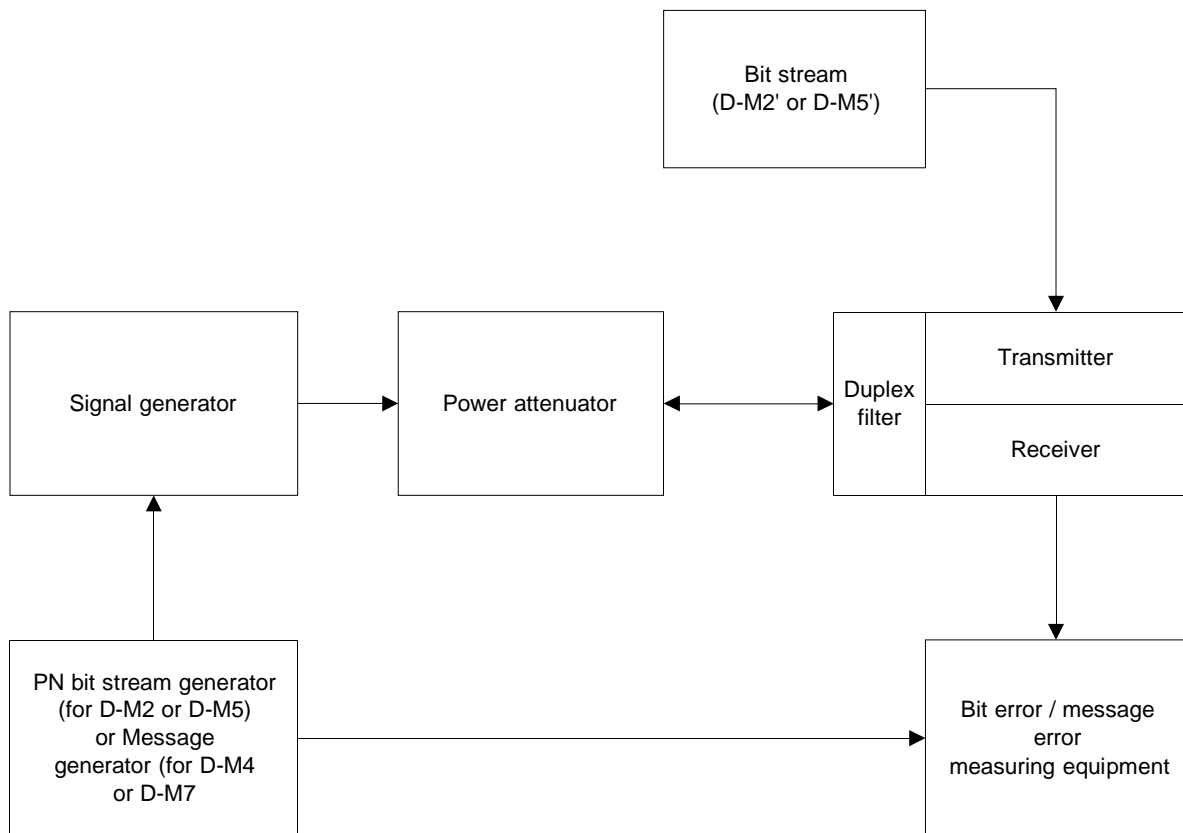 Bit stream
(D-M2' or D-M5')
Signal generator
Power attenuator
Duplex
filter
Transmitter
Receiver
PN bit stream generator
(for D-M2 or D-M5)
or Message
generator (for D-M4
or D-M7
Bit error / message
error
measuring equipment